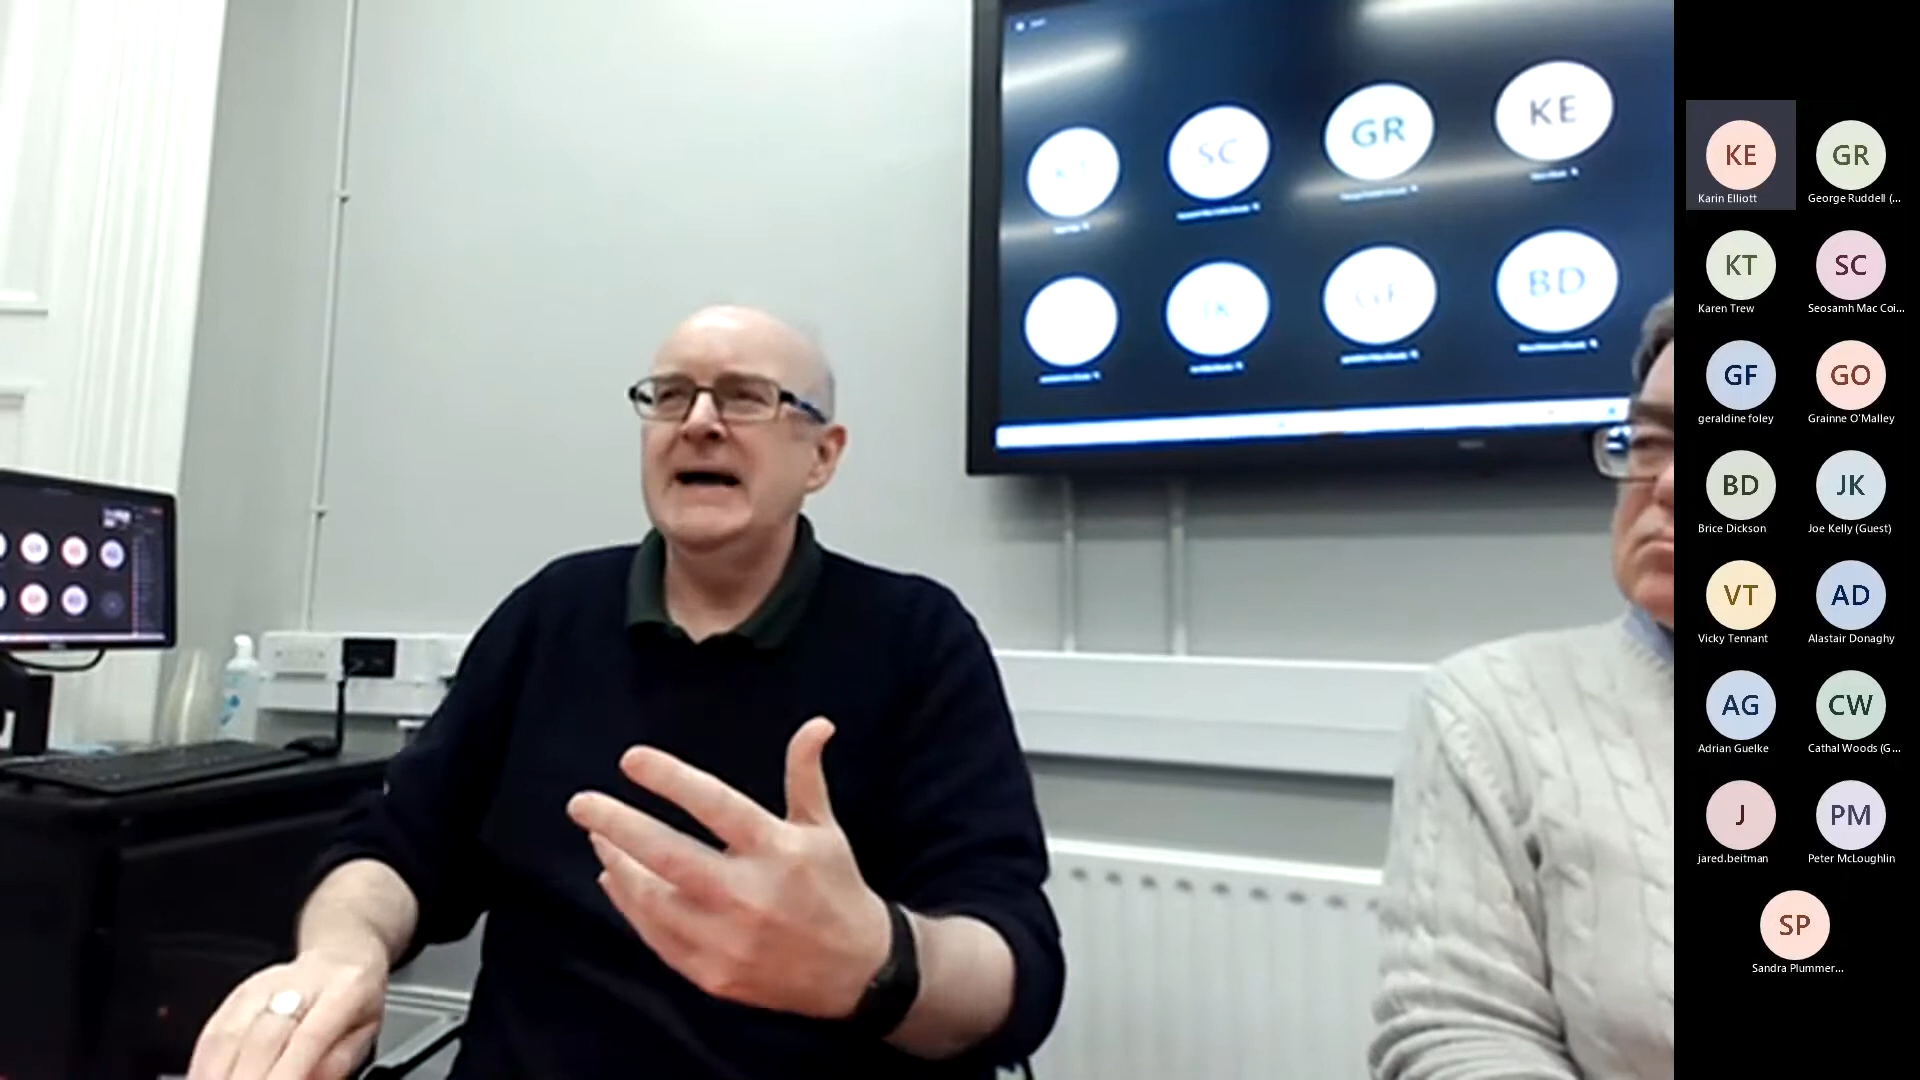 SC
GR
KE
JK
GF
BD
KE
GR
Karin Elliott
George Ruddell (...
KT
SC
Karen Trew
Seosamh Mac Coi...
GF
GO
geraldine foley
Grainne O'Malley
BD
JK
Brice Dickson
Joe Kelly (Guest)
VT
AD
Vicky Tennant
Alastair Donaghy
AG
CW
Adrian Guelke
Cathal Woods (G...
J
PM
jared.beitman
Peter McLoughlin
SP
Sandra Plummer...